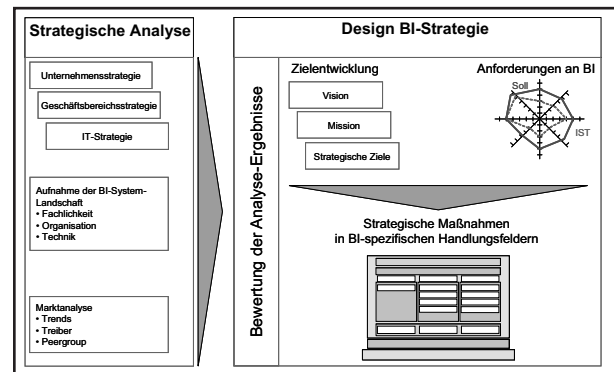 Strategische Analyse
Unternehmensstrategie
Geschäftsbereichsstrategie
IT-Strategie
Aufnahme der BI-System-
Landschaft
• Fachlichkeit
• Organisation
• Technik
Marktanalyse
• Trends
• Treiber
• Peergroup
Design BI-Strategie
Bewertung der Analyse-Ergebnisse
Zielentwicklung
Vision
Mission
Strategische Ziele
Anforderungen an BI
Soll
IST
Strategische Maßnahmen
in BI-spezifischen Handlungsfeldern